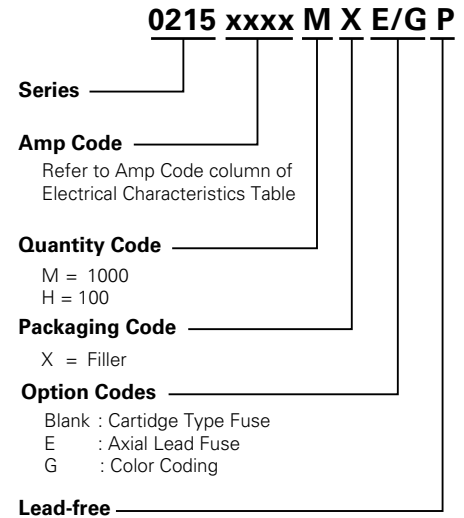 0215 xxxx M X E/G P
Series
Amp Code
Refer to Amp Code column of
Electrical Characteristics Table
Quantity Code
M = 1000
H = 100
Packaging Code
X = Filler
Option Codes
Blank : Cartidge Type Fuse
E : Axial Lead Fuse
G : Color Coding
Lead-free